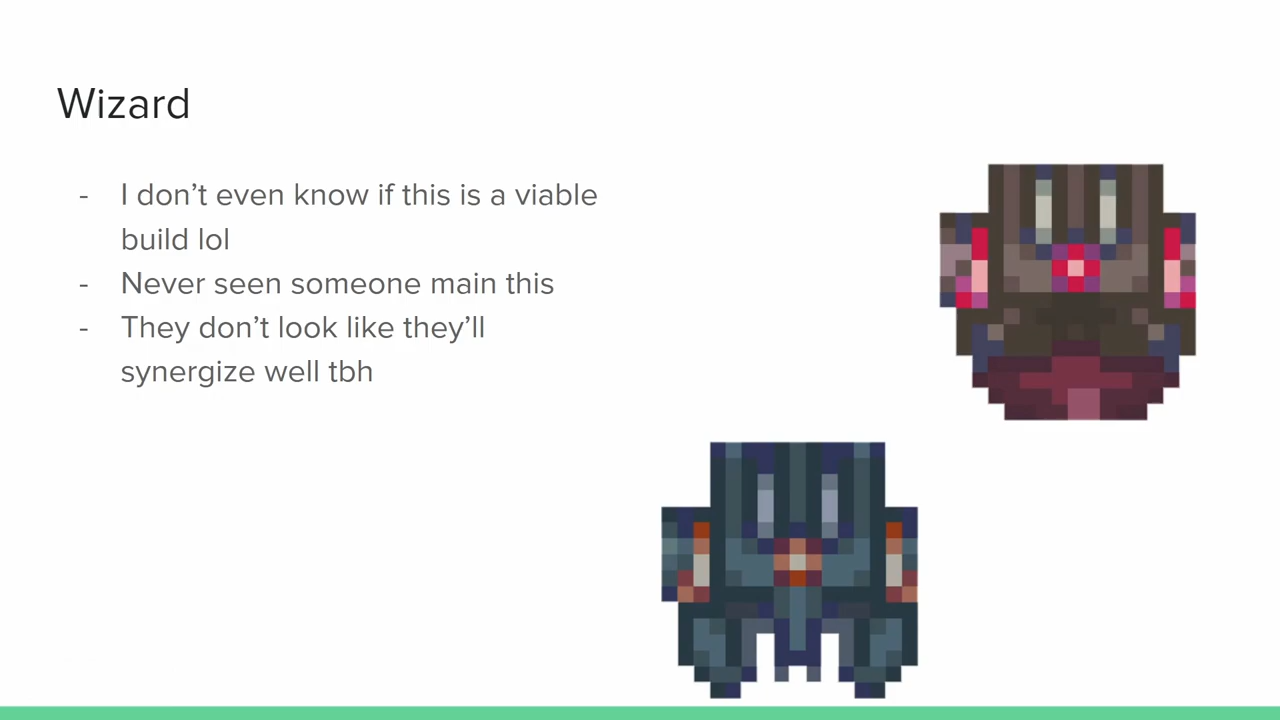 Wizard
- I don’t even know if this is a viable
build lol
- Never seen someone main this
- They don’t look like they’ll
synergize well tbh